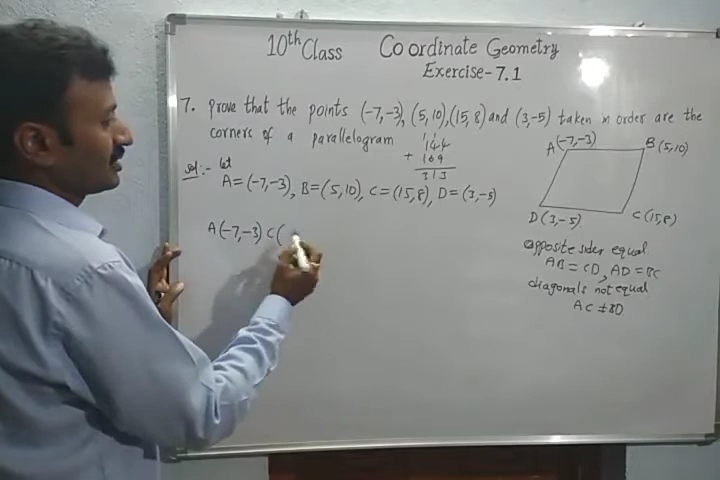 10th Class Coordinate Geometry
Exercise-7.1
7. prove that the points (-7,-3), (5,10),(15,8) and (3,-5) taken in order are the
corners of a parallelogram
144
+ 169
313
Sol:- let
A=(-7,-3), B=(5,10), C=(15,8), D=(3,-5)
A(-7,-3) C(
A(-7,-3) B(5,10)
D(3,-5) C(15,8)
opposite sides equal
AB=CD, AD=BC
diagonals not equal
AC≠BD